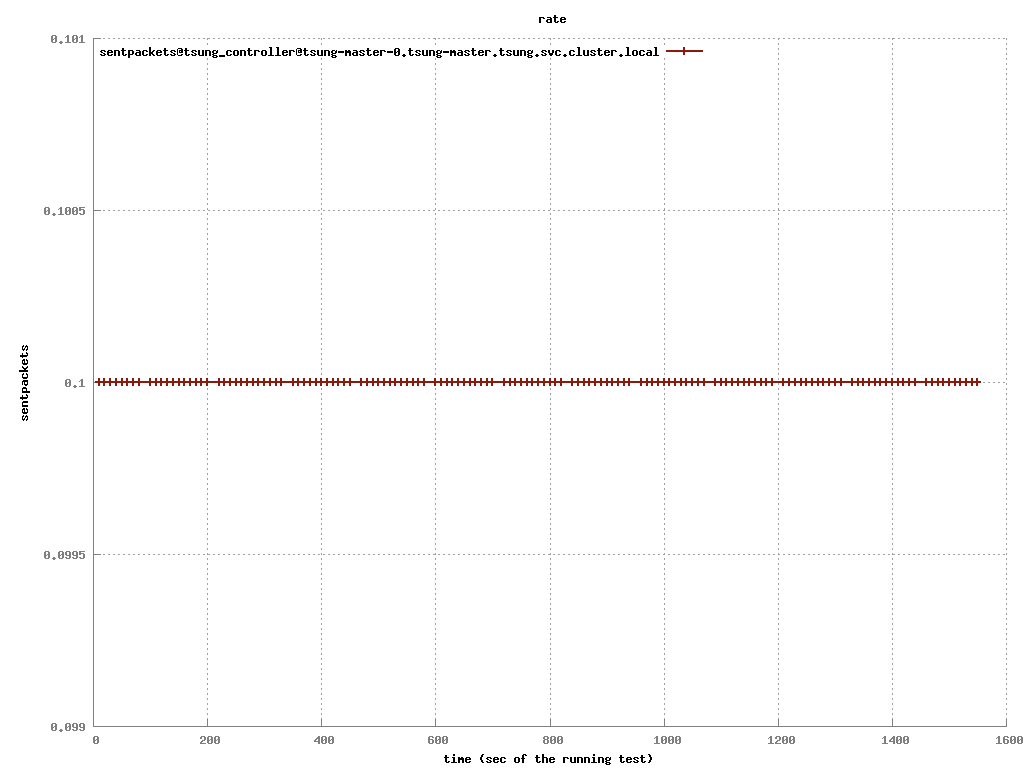 rate
0.101
sentpackets@tsung_controller@tsung-master-0.tsung-master.tsung.svc.cluster.local
0.1005
sentpackets
0.1
0.0995
0.099
0 200 400 600 800 1000 1200 1400 1600
time (sec of the running test)